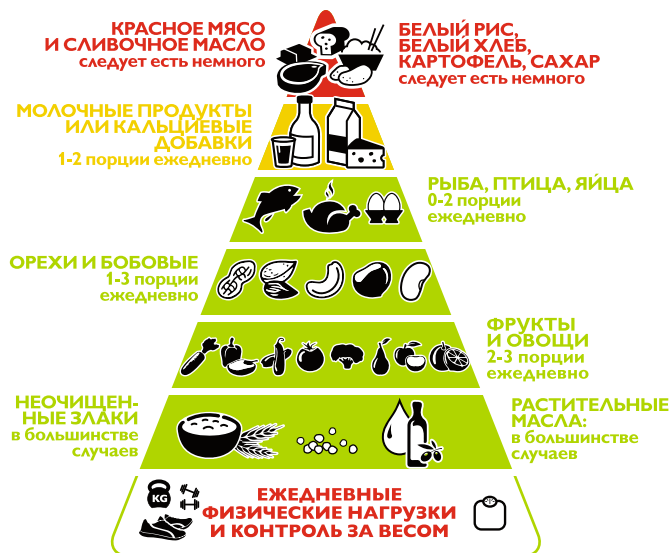 КРАСНОЕ МЯСО
И СЛИВОЧНОЕ МАСЛО
следует есть немного
БЕЛЫЙ РИС,
БЕЛЫЙ ХЛЕБ,
КАРТОФЕЛЬ, САХАР
следует есть немного
МОЛОЧНЫЕ ПРОДУКТЫ
ИЛИ КАЛЬЦИЕВЫЕ
ДОБАВКИ
1-2 порции ежедневно
РЫБА, ПТИЦА, ЯЙЦА
0-2 порции
ежедневно
ОРЕХИ И БОБОВЫЕ
1-3 порции
ежедневно
ФРУКТЫ
И ОВОЩИ
2-3 порции
ежедневно
НЕОЧИЩЕН-
НЫЕ ЗЛАКИ
в большинстве
случаев
РАСТИТЕЛЬНЫЕ
МАСЛА:
в большинстве
случаев
KG
ЕЖЕДНЕВНЫЕ
ФИЗИЧЕСКИЕ НАГРУЗКИ
И КОНТРОЛЬ ЗА ВЕСОМ